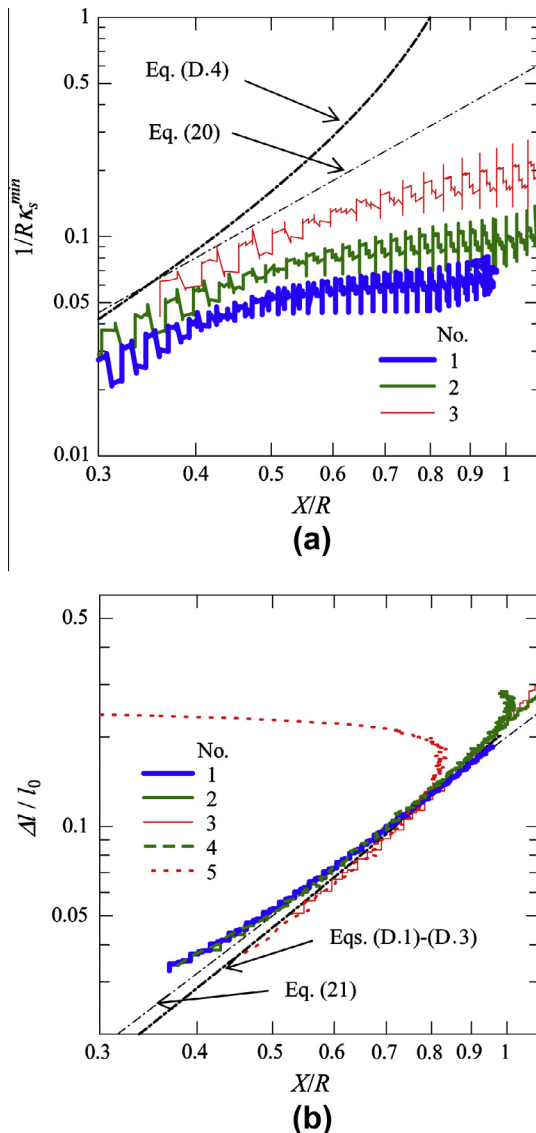 1
Eq. (D.4)
0.5
Eq. (20)
1/Rκ_s^min
0.1
0.05
No.
1
2
3
0.01
0.3 0.4 0.5 0.6 0.7 0.8 0.9 1
X/R
(a)
0.5
No.
1
2
3
4
5
Δl / l₀
0.1
0.05
Eqs. (D.1)-(D.3)
Eq. (21)
0.3 0.4 0.5 0.6 0.7 0.8 0.9 1
X/R
(b)